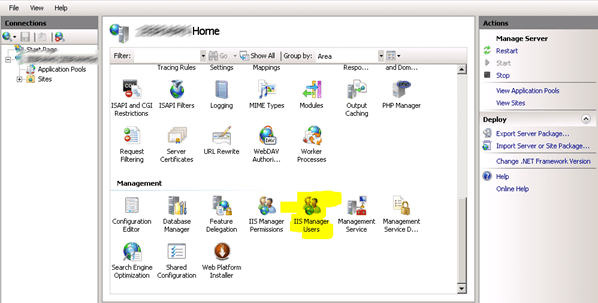 File View Help
Connections
Start Page
Application Pools
Sites
Home
Filter: Go Show All Group by: Area
Tracing Rules Settings Mappings Respo... and Dom...
ISAPI and CGI Restrictions
ISAPI Filters
Logging
MIME Types
Modules
Output Caching
PHP Manager
Request Filtering
Server Certificates
URL Rewrite
WebDAV Authori...
Worker Processes
Management
Configuration Editor
Database Manager
Feature Delegation
IIS Manager Permissions
IIS Manager Users
Management Service
Management Service D...
Search Engine Optimization
Shared Configuration
Web Platform Installer
Actions
Manage Server
Restart
Start
Stop
View Application Pools
View Sites
Deploy
Export Server Package...
Import Server or Site Package...
Change .NET Framework Version
Help
Online Help